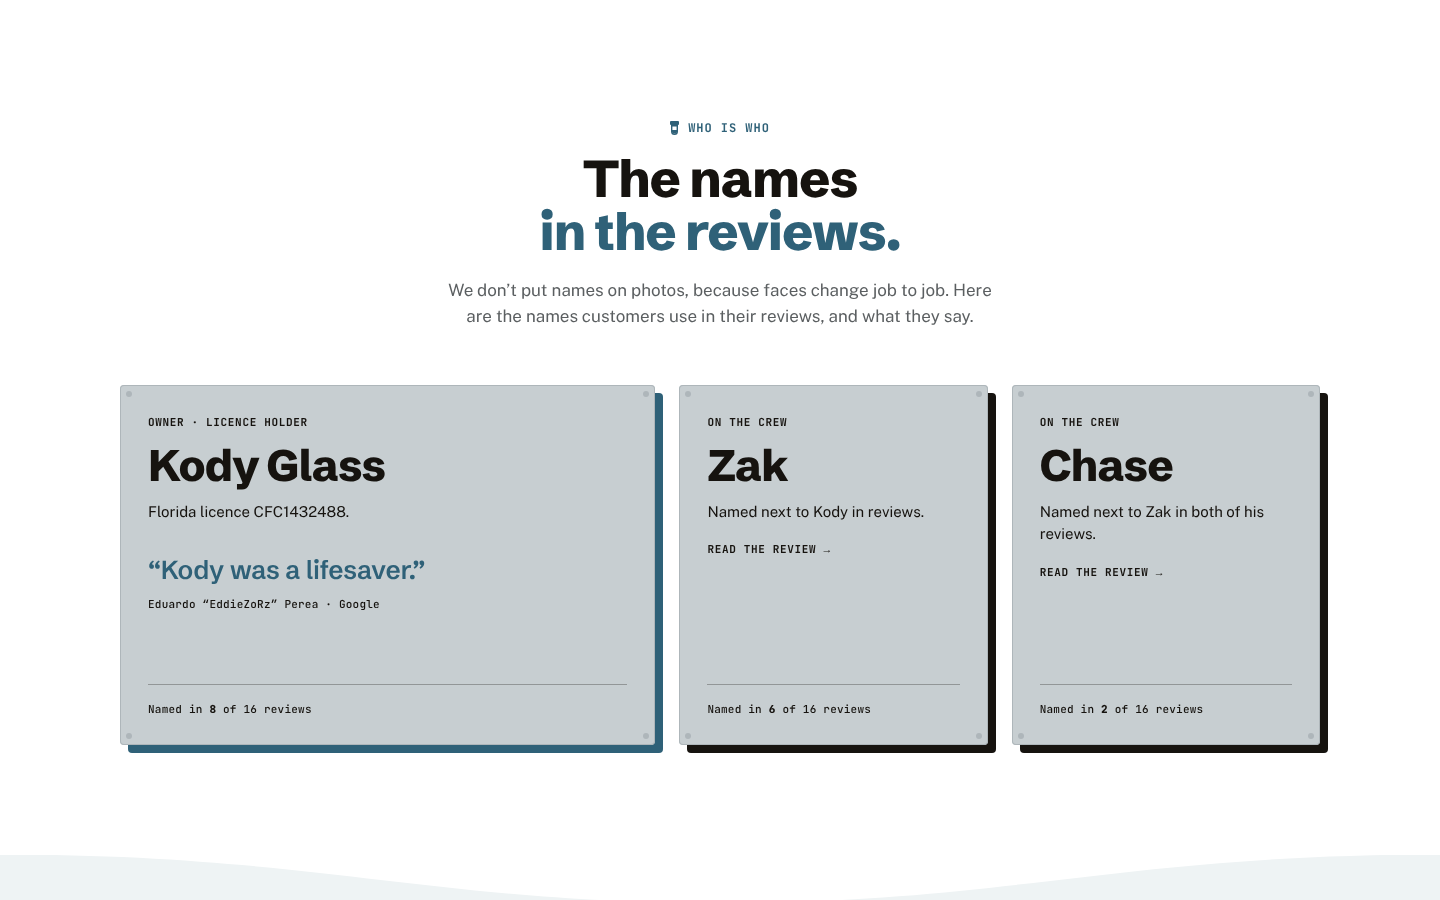 WHO IS WHO
The names
in the reviews.
We don’t put names on photos, because faces change job to job. Here
are the names customers use in their reviews, and what they say.
OWNER · LICENCE HOLDER
Kody Glass
Florida licence CFC1432488.
“Kody was a lifesaver.”
Eduardo “EddieZoRz” Perea · Google
Named in 8 of 16 reviews
ON THE CREW
Zak
Named next to Kody in reviews.
READ THE REVIEW →
Named in 6 of 16 reviews
ON THE CREW
Chase
Named next to Zak in both of his
reviews.
READ THE REVIEW →
Named in 2 of 16 reviews